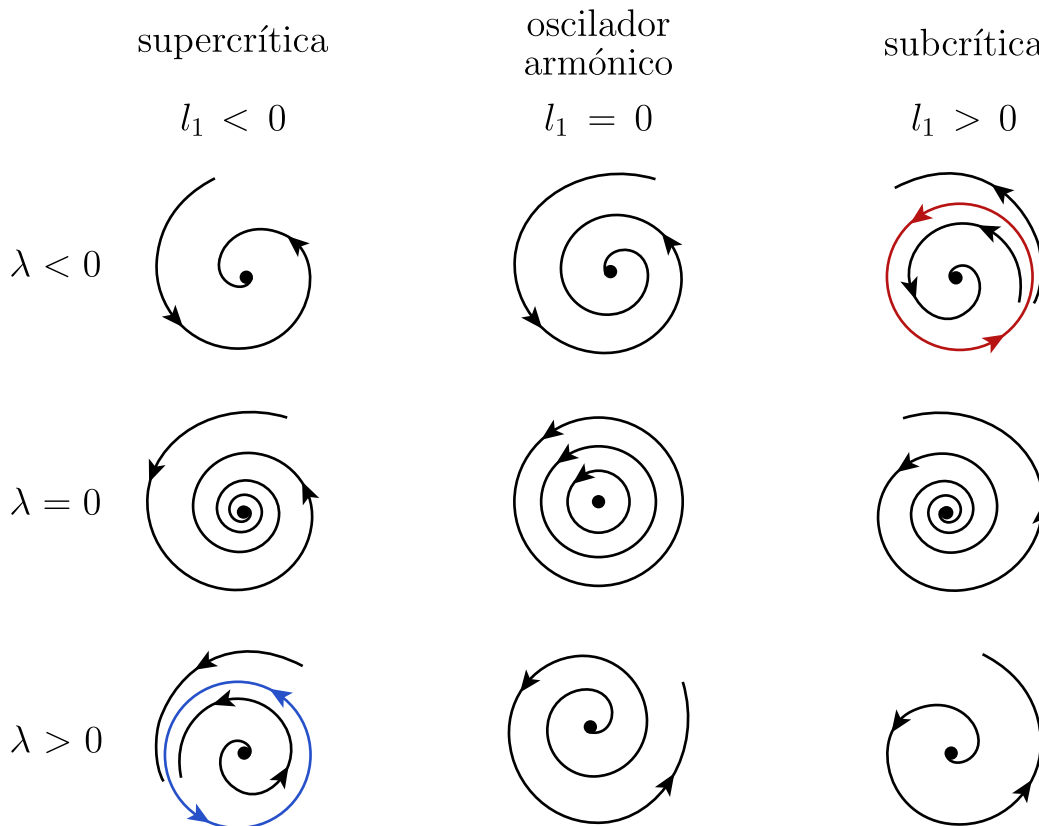 supercrítica
oscilador
armónico
subcrítica
l₁ < 0
l₁ = 0
l₁ > 0
λ < 0
λ = 0
λ > 0